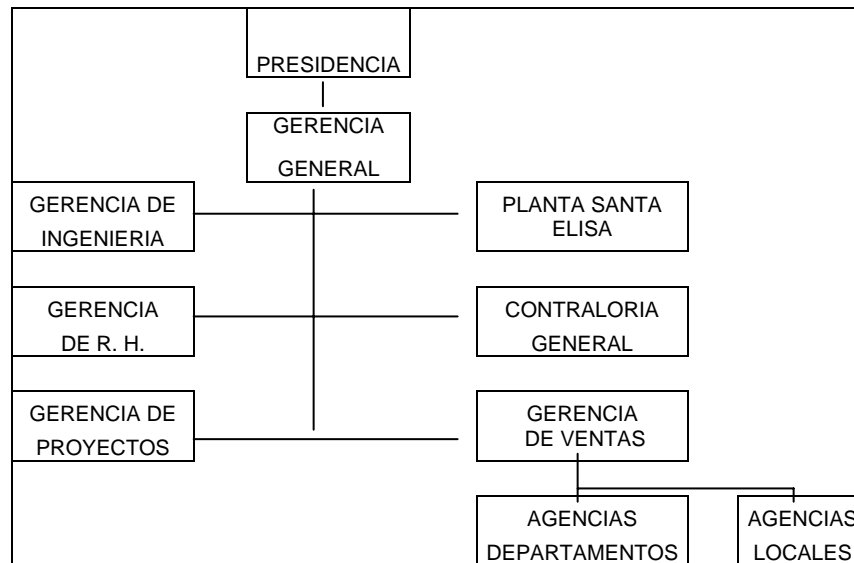 PRESIDENCIA
GERENCIA
GENERAL
GERENCIA DE
INGENIERIA
PLANTA SANTA
ELISA
GERENCIA
DE R. H.
CONTRALORIA
GENERAL
GERENCIA DE
PROYECTOS
GERENCIA
DE VENTAS
AGENCIAS
DEPARTAMENTOS
AGENCIAS
LOCALES